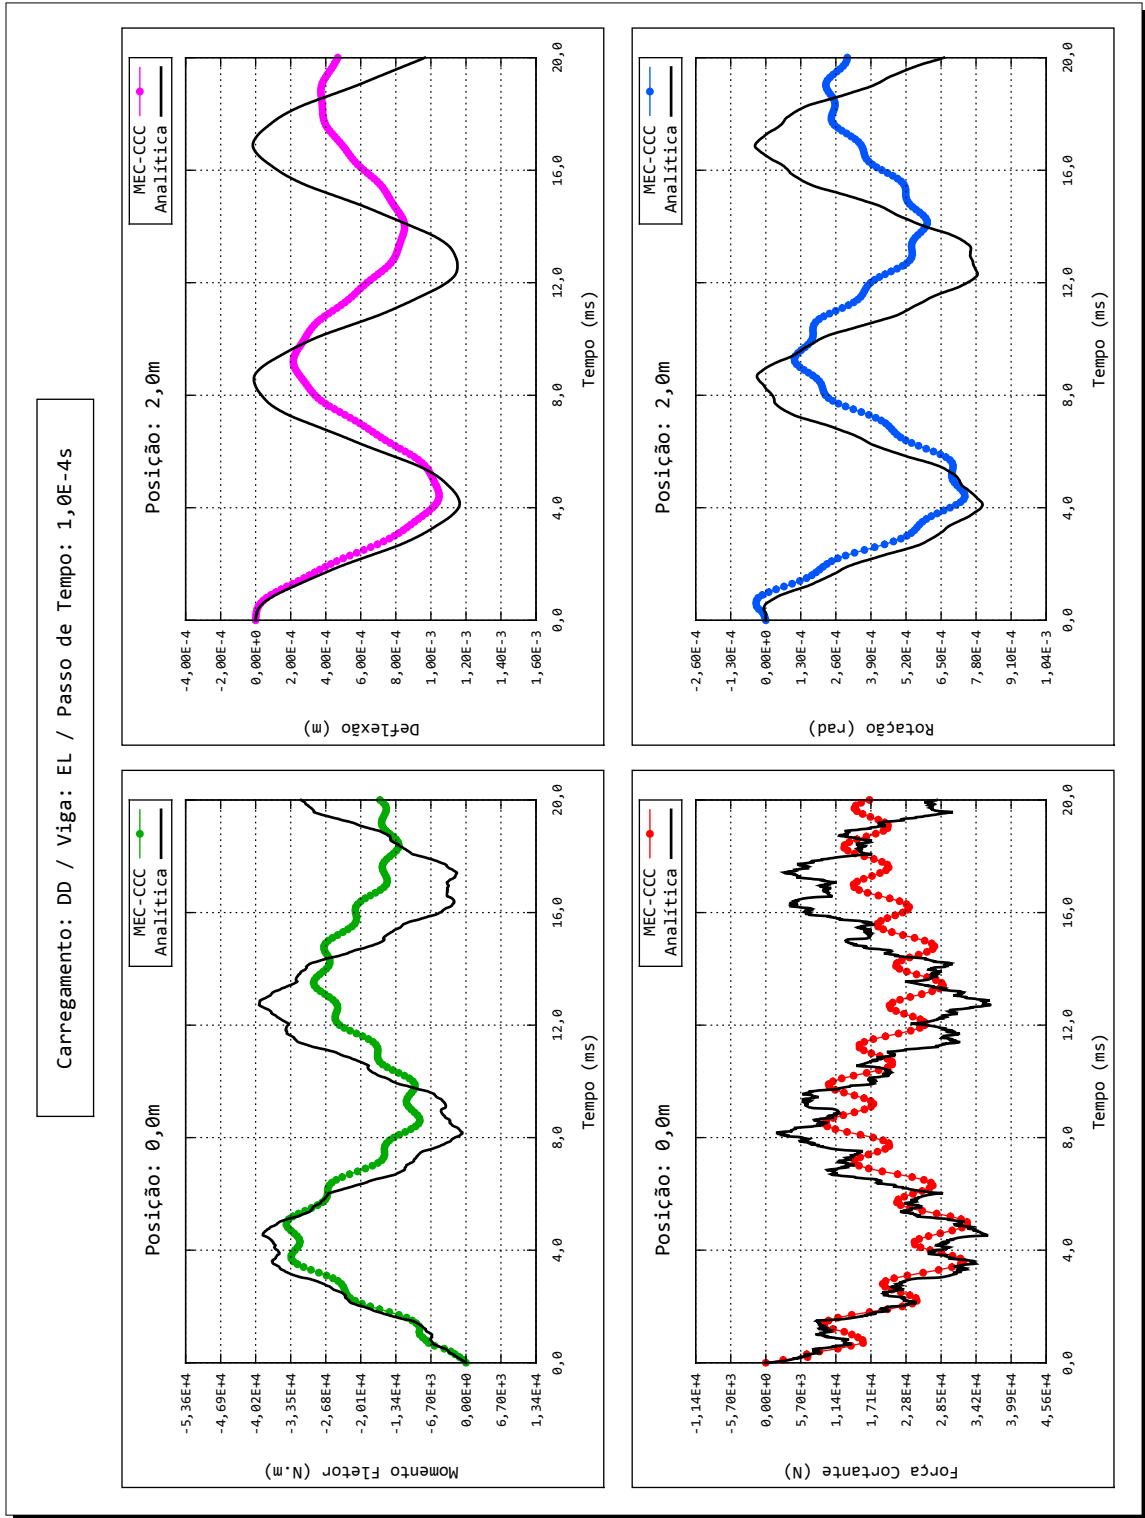 Carregamento: DD / Viga: EL / Passo de Tempo: 1,0E-4s
Posição: 0,0m
MEC-CCC
Analítica
Momento Fletor (N.m)
-5,36E+4
-4,69E+4
-4,02E+4
-3,35E+4
-2,68E+4
-2,01E+4
-1,34E+4
-6,70E+3
0,00E+0
6,70E+3
1,34E+4
0,0
4,0
8,0
12,0
16,0
20,0
Tempo (ms)
Posição: 2,0m
MEC-CCC
Analítica
Deflexão (m)
-4,00E-4
-2,00E-4
0,00E+0
2,00E-4
4,00E-4
6,00E-4
8,00E-4
1,00E-3
1,20E-3
1,40E-3
1,60E-3
0,0
4,0
8,0
12,0
16,0
20,0
Tempo (ms)
Posição: 0,0m
MEC-CCC
Analítica
Força Cortante (N)
-1,14E+4
-5,70E+3
0,00E+0
5,70E+3
1,14E+4
1,71E+4
2,28E+4
2,85E+4
3,42E+4
3,99E+4
4,56E+4
0,0
4,0
8,0
12,0
16,0
20,0
Tempo (ms)
Posição: 2,0m
MEC-CCC
Analítica
Rotação (rad)
-2,60E-4
-1,30E-4
0,00E+0
1,30E-4
2,60E-4
3,90E-4
5,20E-4
6,50E-4
7,80E-4
9,10E-4
1,04E-3
0,0
4,0
8,0
12,0
16,0
20,0
Tempo (ms)